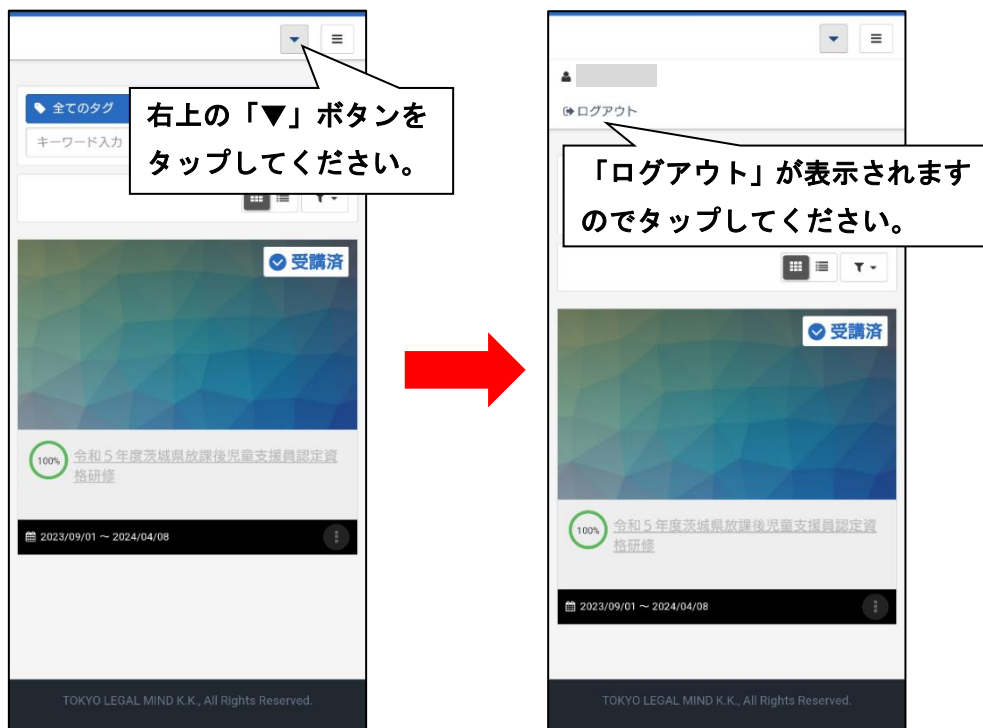 全てのタグ
キーワード入力
右上の「▼」ボタンを
タップしてください。
受講済
100%
令和５年度茨城県放課後児童支援員認定資
格研修
2023/09/01 ～ 2024/04/08
TOKYO LEGAL MIND K.K., All Rights Reserved.
ログアウト
「ログアウト」が表示されます
のでタップしてください。
受講済
100%
令和５年度茨城県放課後児童支援員認定資
格研修
2023/09/01 ～ 2024/04/08
TOKYO LEGAL MIND K.K., All Rights Reserved.